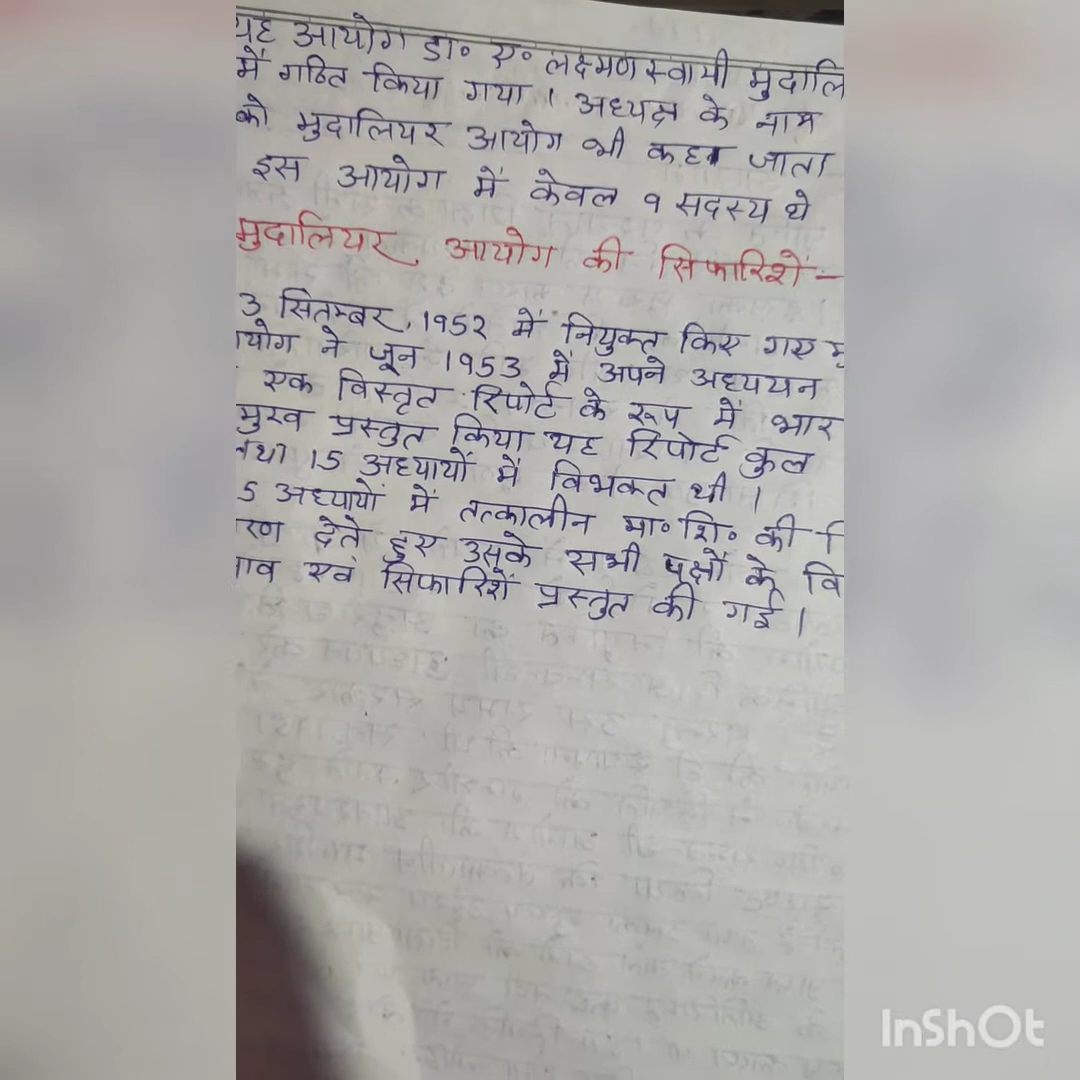 यह आयोग डा० ए० लक्ष्मण स्वामी मुदालि
में गठित किया गया । अध्यक्ष के नाम
को मुदालियर आयोग भी कहा जाता
इस आयोग में केवल 9 सदस्य थे
मुदालियर आयोग की सिफारिशें -
3 सितम्बर, 1952 में नियुक्त किए गए मु
योग ने जून 1953 में अपने अध्ययन
एक विस्तृत रिपोर्ट के रूप में भार
मुख प्रस्तुत किया यह रिपोर्ट कुल
तथा 15 अध्यायों में विभक्त थी ।
5 अध्यायों में तत्कालीन मा० शि० की वि
रण देते हुए उसके सभी पक्षों के वि
ाव एवं सिफारिशें प्रस्तुत की गई ।
InShOt